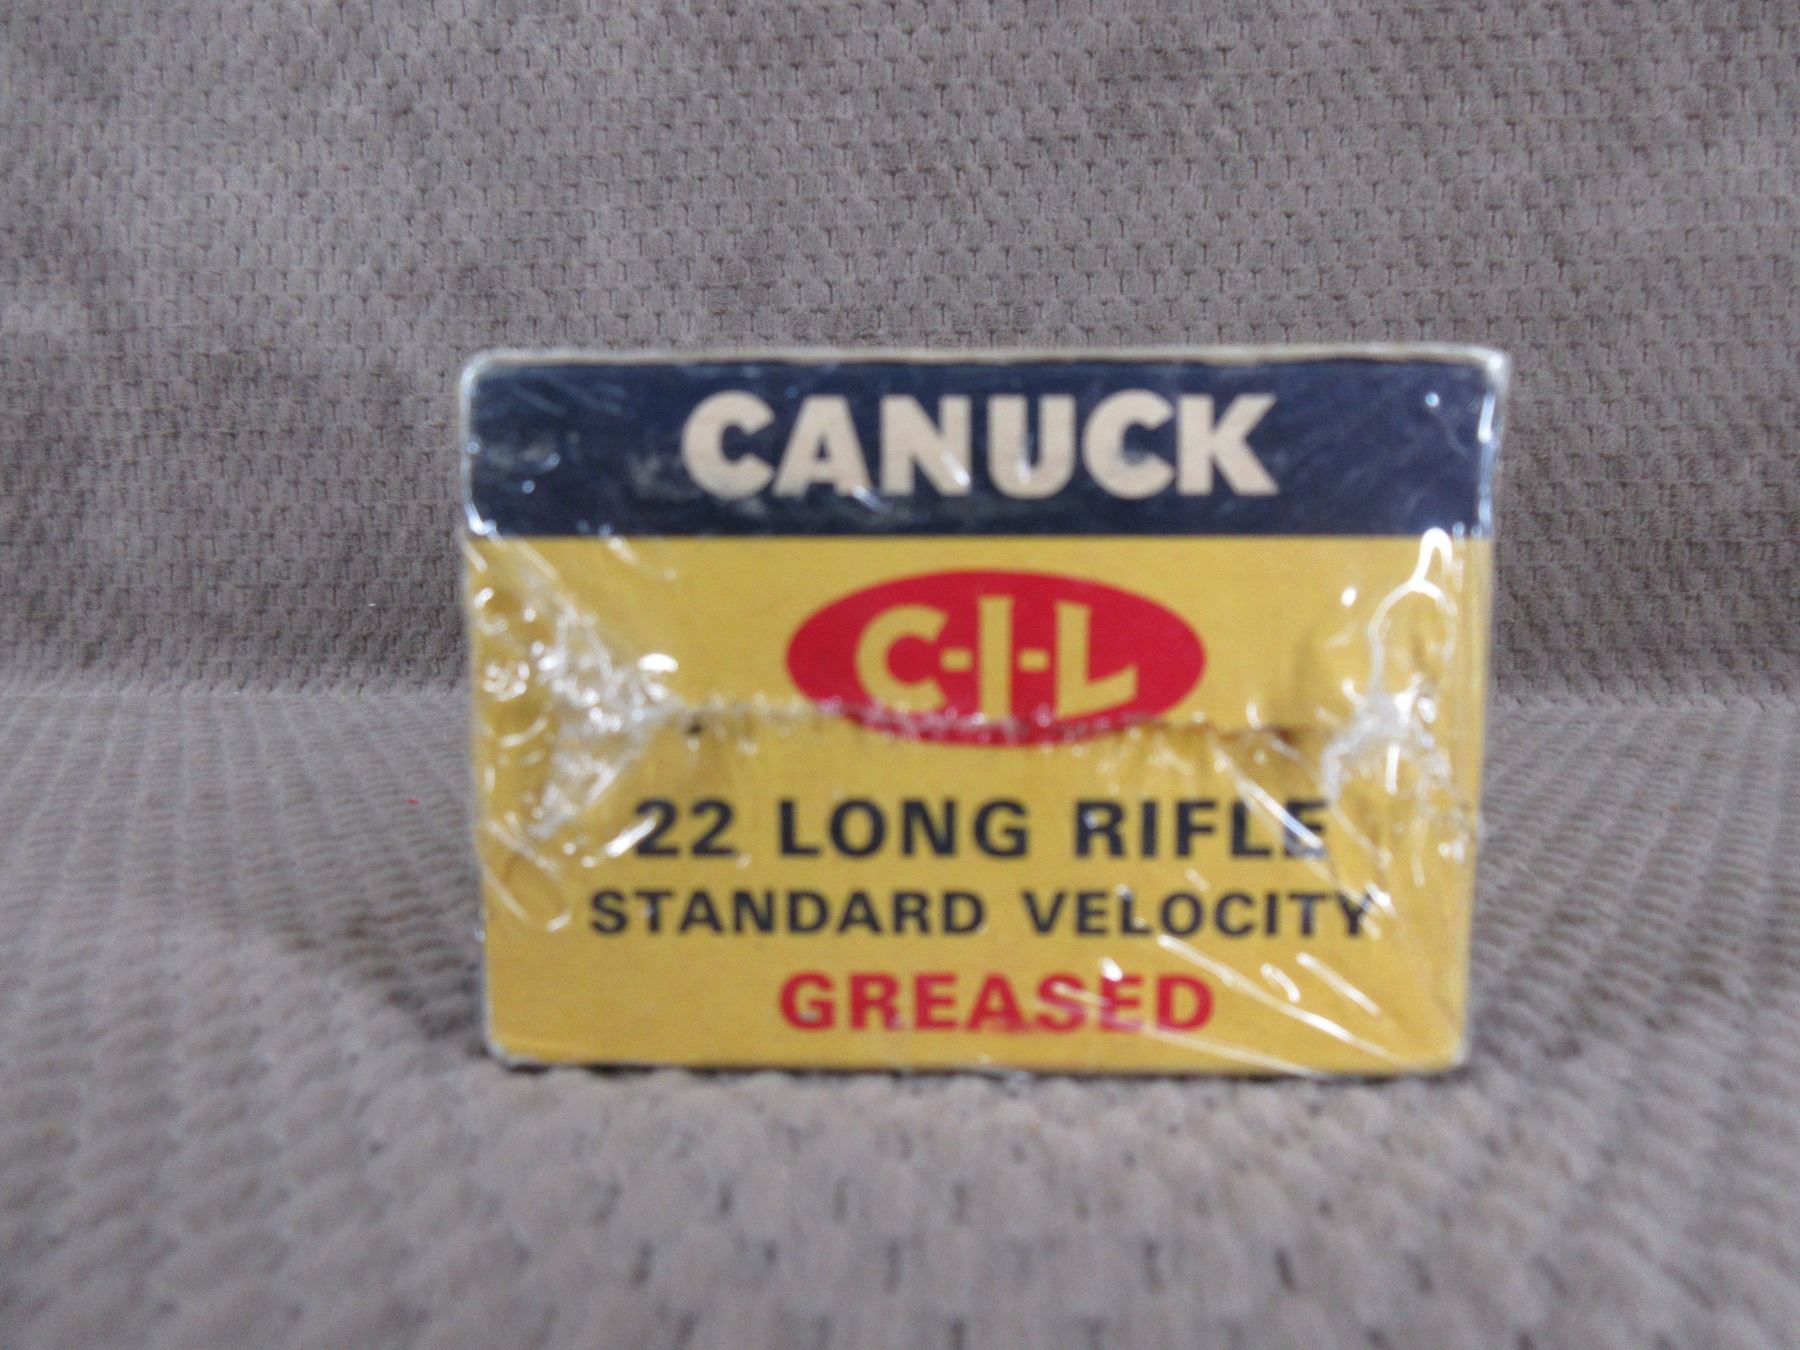 CANUCK
C-I-L
22 LONG RIFLE
STANDARD VELOCITY
GREASED